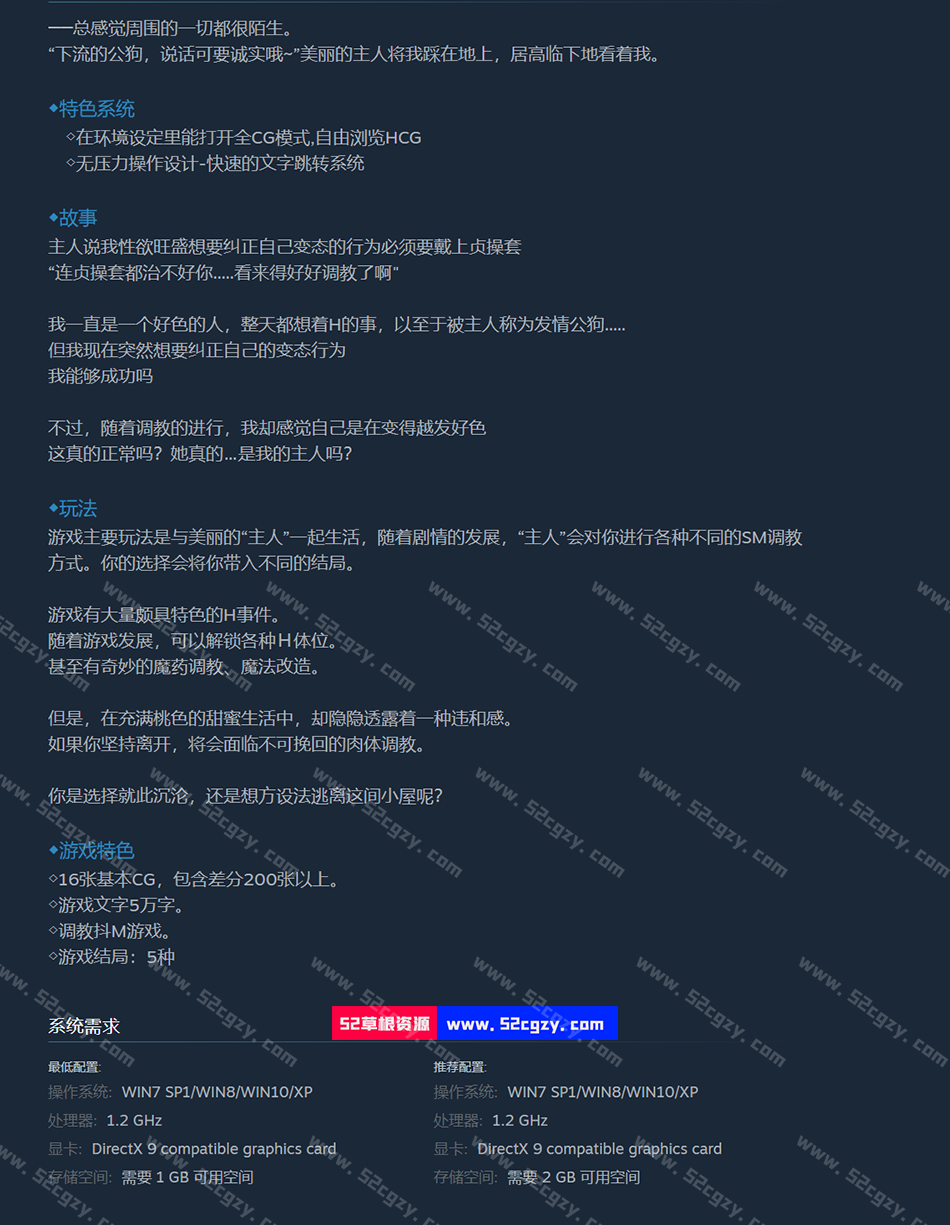 ──总感觉周围的一切都很陌生。
“下流的公狗，说话可要诚实哦~”美丽的主人将我踩在地上，居高临下地看着我。
◆特色系统
◇在环境设定里能打开全CG模式,自由浏览HCG
◇无压力操作设计-快速的文字跳转系统
◆故事
主人说我性欲旺盛想要纠正自己变态的行为必须要戴上贞操套
“连贞操套都治不好你.....看来得好好调教了啊"
我一直是一个好色的人，整天都想着H的事，以至于被主人称为发情公狗.....
但我现在突然想要纠正自己的变态行为
我能够成功吗
不过，随着调教的进行，我却感觉自己是在变得越发好色
这真的正常吗？她真的...是我的主人吗?
◆玩法
游戏主要玩法是与美丽的“主人”一起生活，随着剧情的发展，“主人”会对你进行各种不同的SM调教
方式。你的选择会将你带入不同的结局。
游戏有大量颇具特色的H事件。
随着游戏发展，可以解锁各种Ｈ体位。
甚至有奇妙的魔药调教、魔法改造。
但是，在充满桃色的甜蜜生活中，却隐隐透露着一种违和感。
如果你坚持离开，将会面临不可挽回的肉体调教。
你是选择就此沉沦，还是想方设法逃离这间小屋呢?
◆游戏特色
◇16张基本CG，包含差分200张以上。
◇游戏文字5万字。
◇调教抖M游戏。
◇游戏结局：5种
52草根资源 www.52cgzy.com
系统需求
最低配置:
操作系统: WIN7 SP1/WIN8/WIN10/XP
处理器: 1.2 GHz
显卡: DirectX 9 compatible graphics card
存储空间: 需要 1 GB 可用空间
推荐配置:
操作系统: WIN7 SP1/WIN8/WIN10/XP
处理器: 1.2 GHz
显卡: DirectX 9 compatible graphics card
存储空间: 需要 2 GB 可用空间
www.52cgzy.com